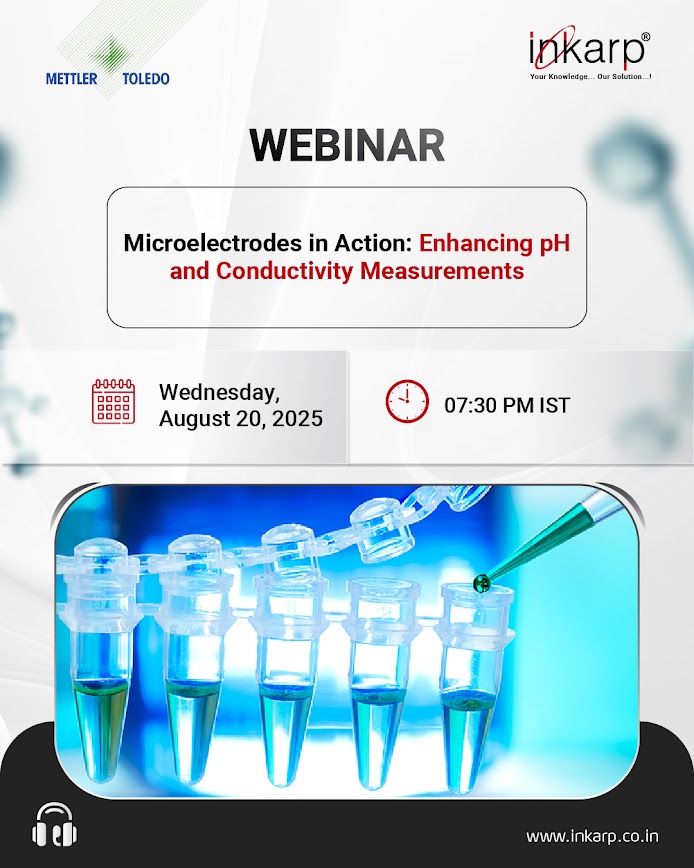 METTLER TOLEDO
inkarp®
Your Knowledge... Our Solution...!
WEBINAR
Microelectrodes in Action: Enhancing pH
and Conductivity Measurements
Wednesday,
August 20, 2025
07:30 PM IST
www.inkarp.co.in